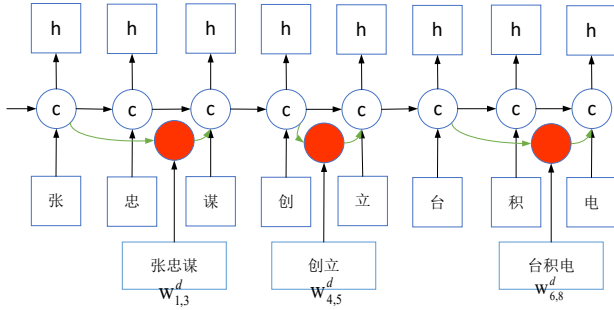 h h h h h h h h
c c c c c c c c
张 忠 谋 创 立 台 积 电
张忠谋 创立 台积电
w^d_{1,3} w^d_{4,5} w^d_{6,8}